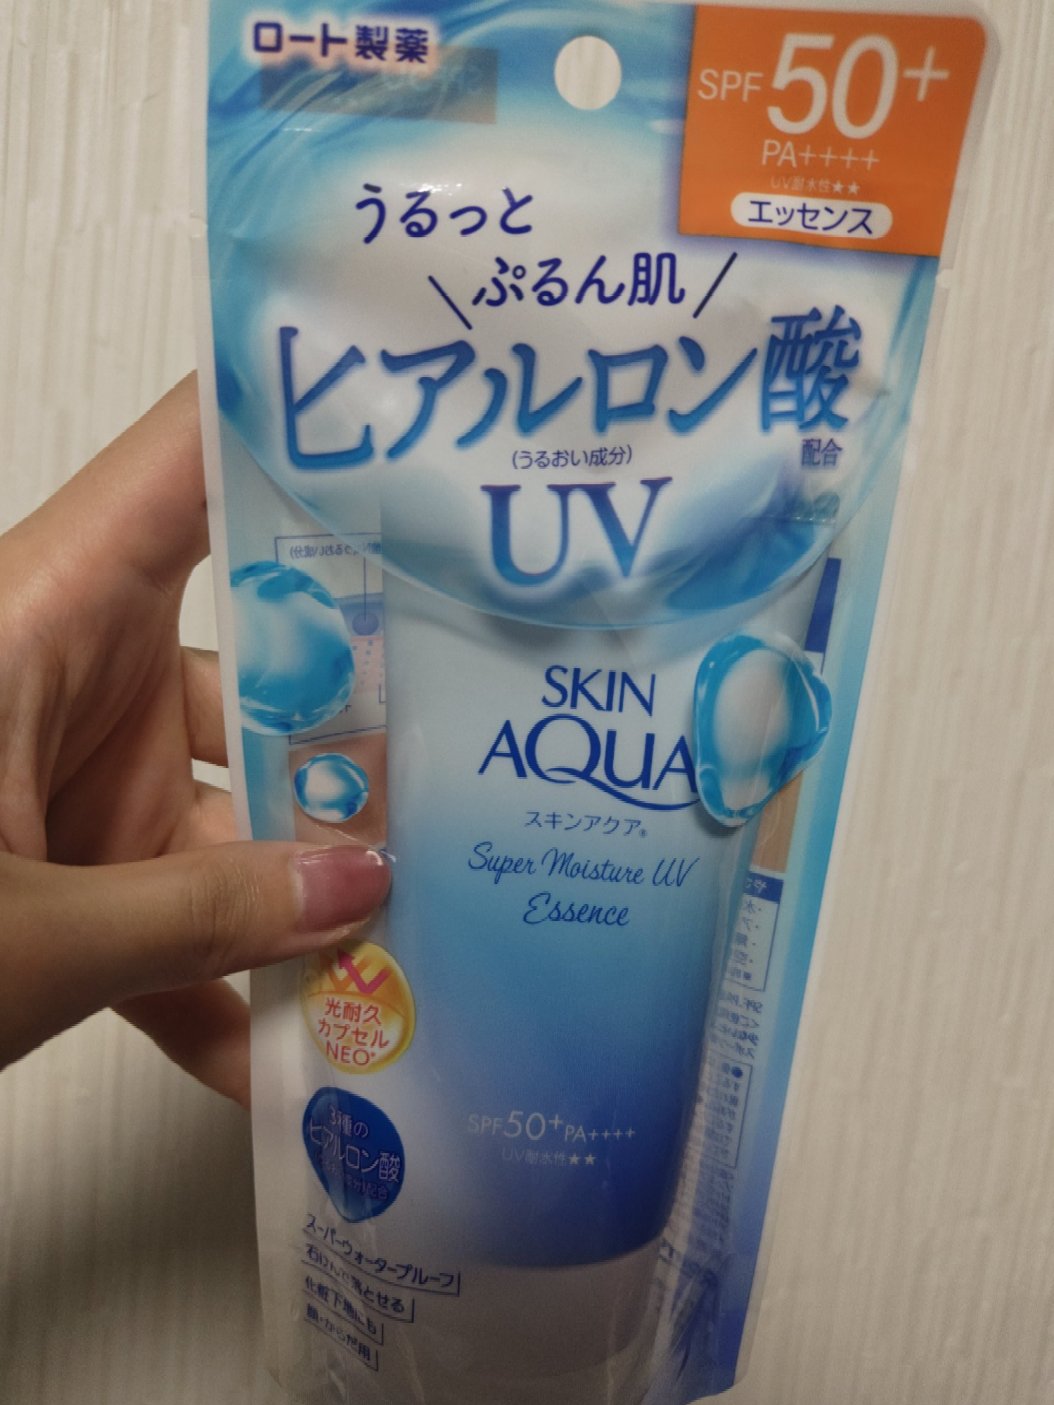 ロート製薬
SPF 50+
PA++++
UV耐水性★★
エッセンス
うるっと
ぷるん肌
ヒアルロン酸
配合
(うるおい成分)
UV
SKIN
AQUA
スキンアクア®
Super Moisture UV
Essence
光耐久
カプセル
NEO*
3種の
ヒアルロン酸
SPF50+PA++++
UV耐水性★★
スーパーウォータープルーフ
石けんで落とせる
化粧下地にも
顔・からだ用